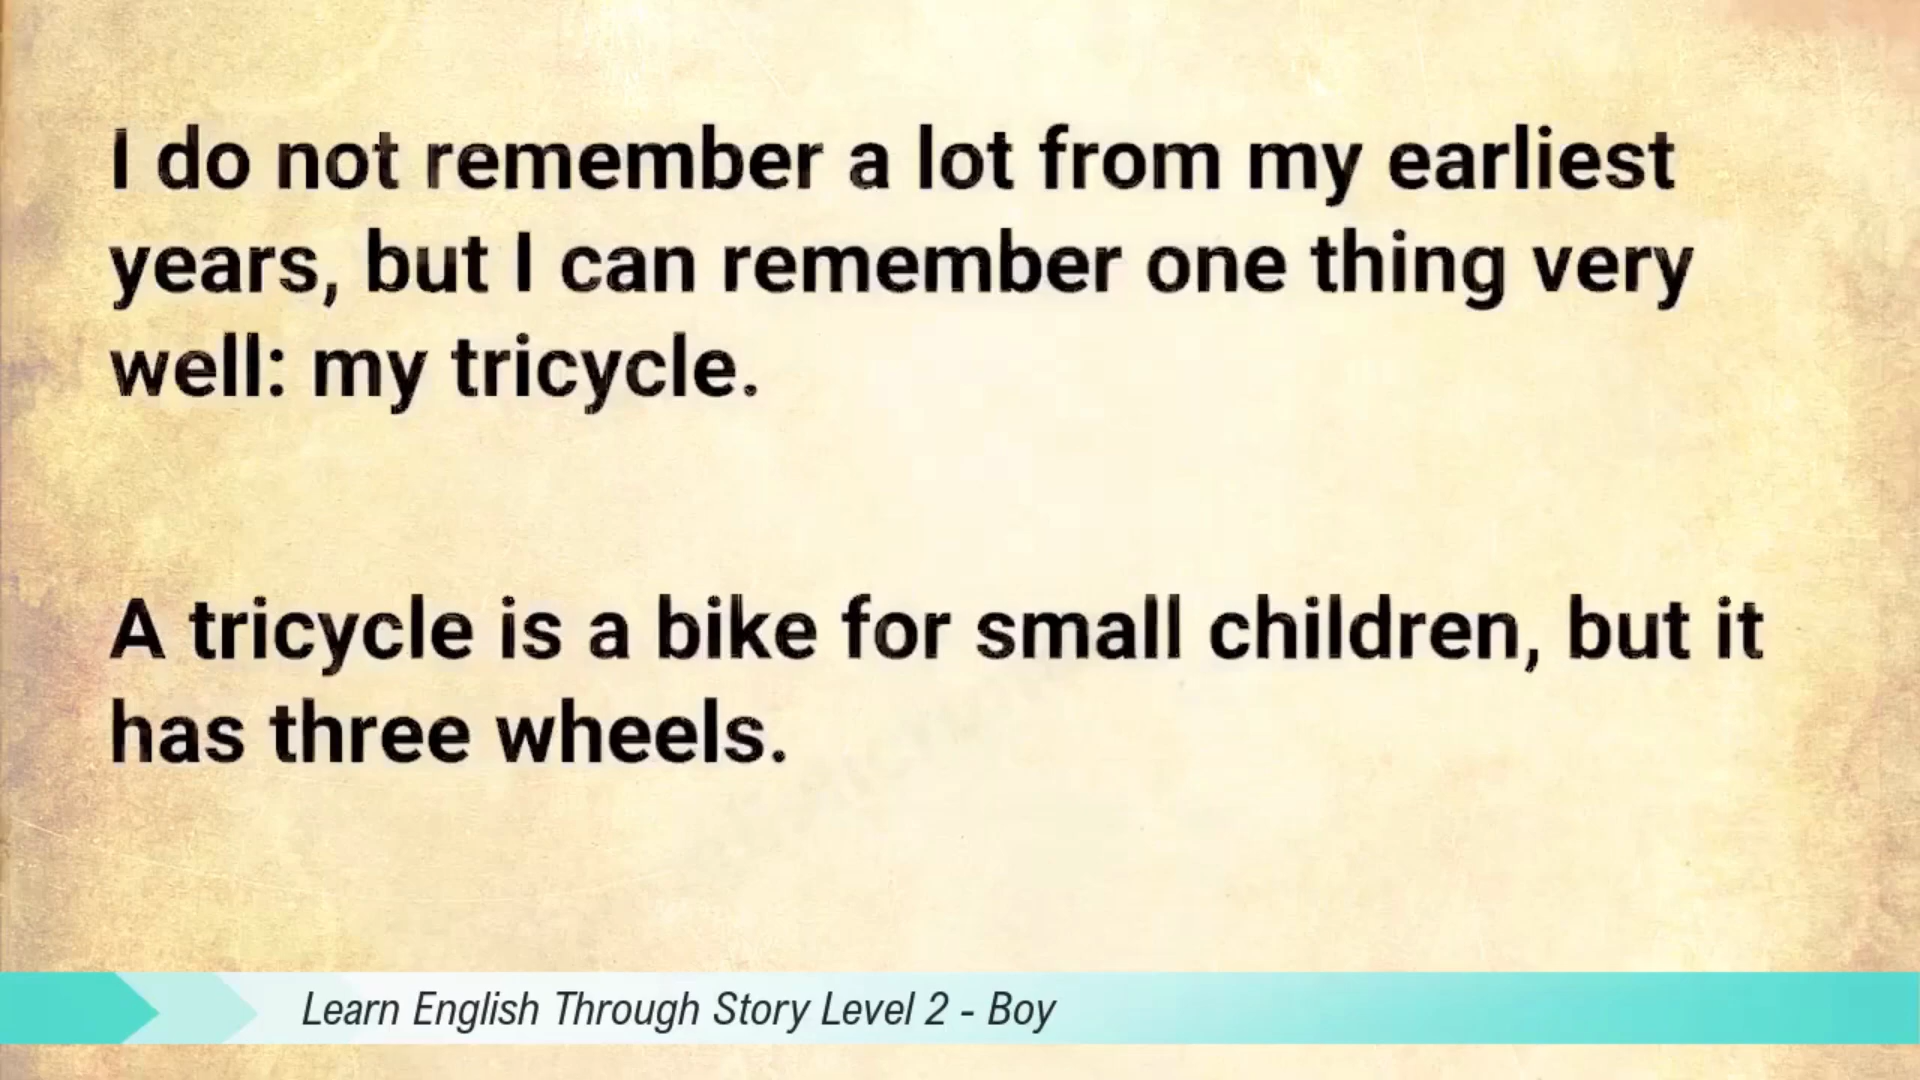 I do not remember a lot from my earliest
years, but I can remember one thing very
well: my tricycle.
A tricycle is a bike for small children, but it
has three wheels.
Learn English Through Story Level 2 - Boy